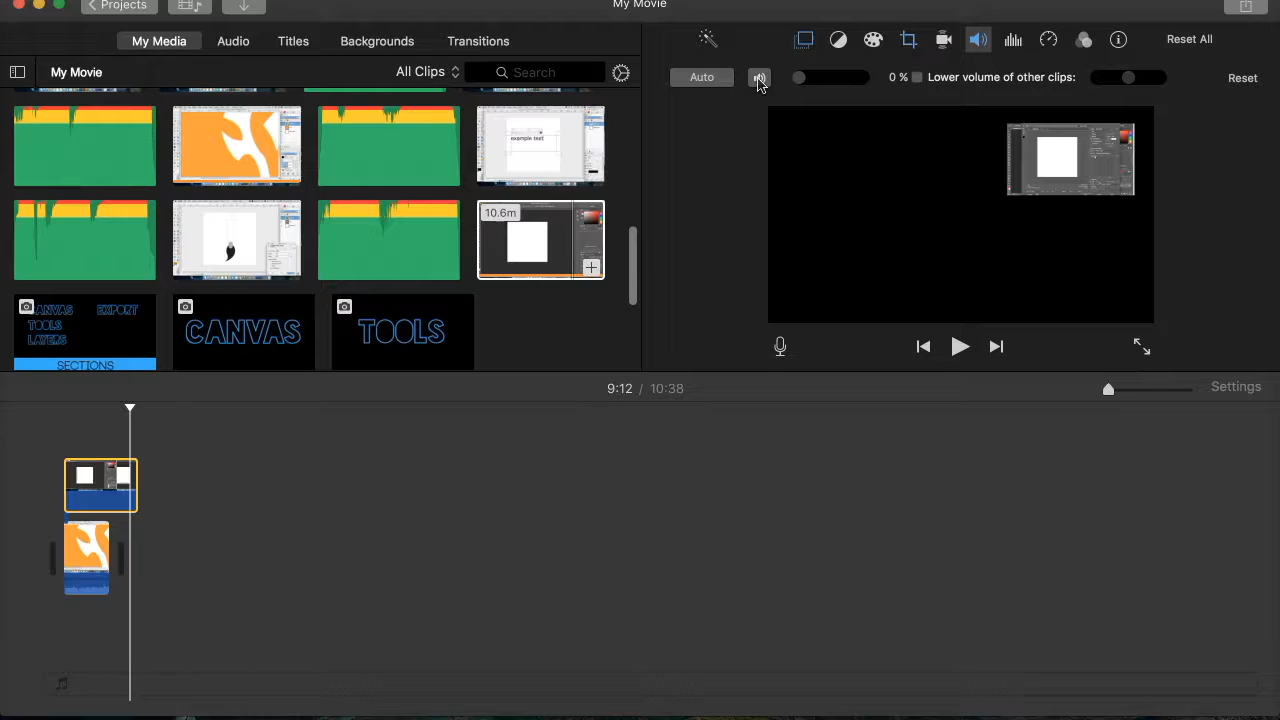 My Movie
Projects
My Media Audio Titles Backgrounds Transitions
Reset All
My Movie
All Clips
Search
Auto
0 %
Lower volume of other clips:
Reset
example text
10.6m
CANVAS EXPORT
TOOLS
LAYERS
SECTIONS
CANVAS
TOOLS
9:12 / 10:38
Settings